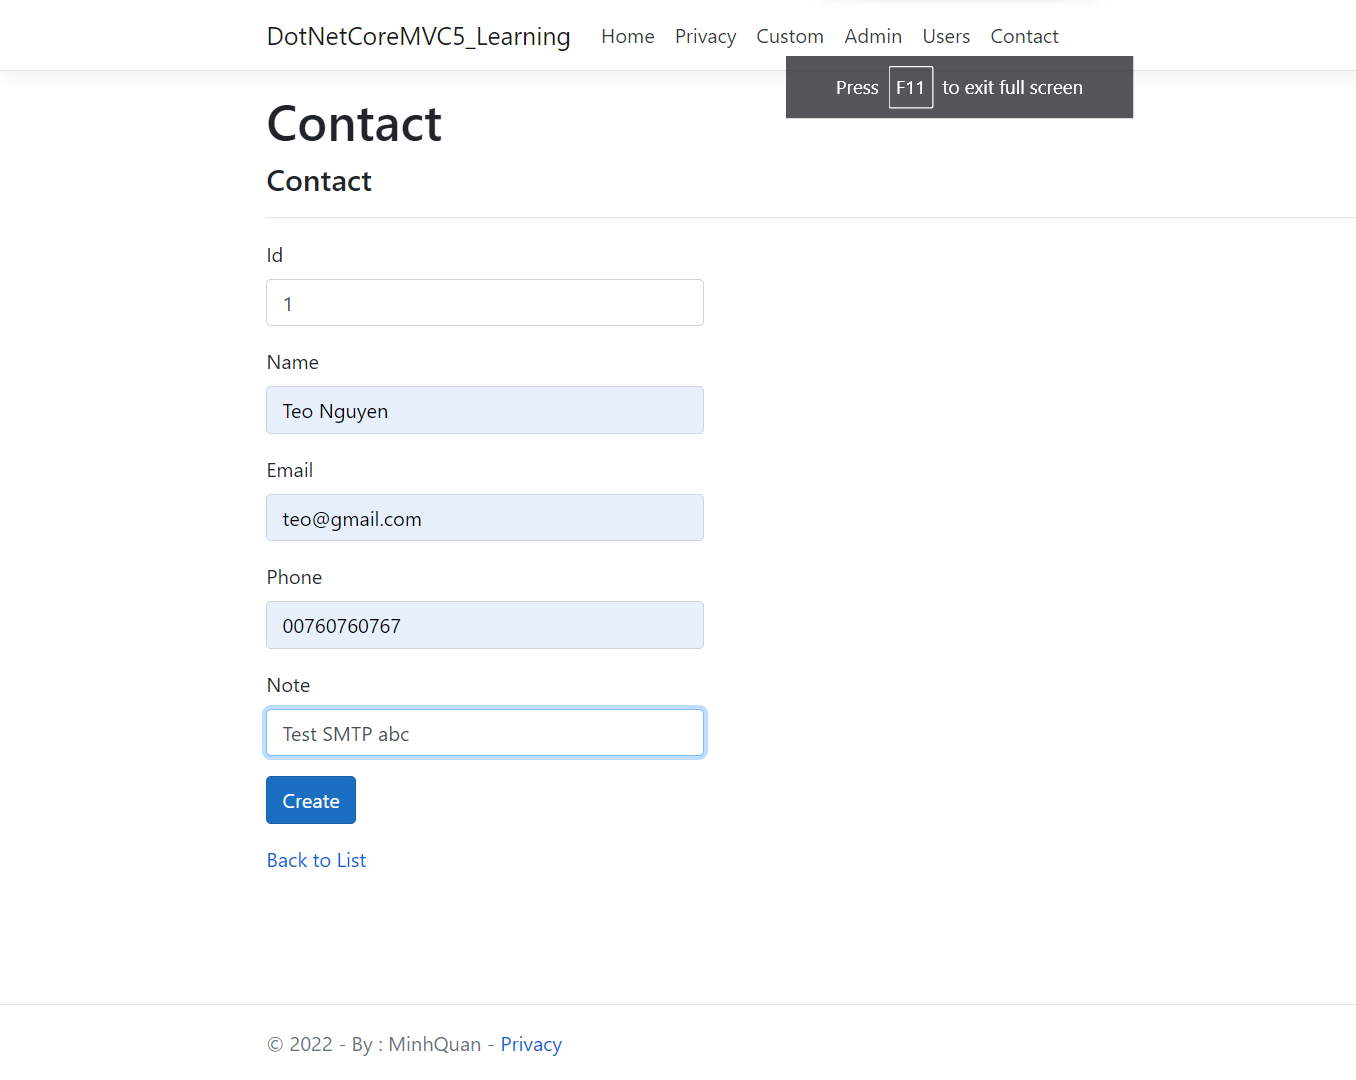 DotNetCoreMVC5_Learning Home Privacy Custom Admin Users Contact
Press F11 to exit full screen
Contact
Contact
Id
1
Name
Teo Nguyen
Email
teo@gmail.com
Phone
00760760767
Note
Test SMTP abc
Create
Back to List
© 2022 - By : MinhQuan - Privacy